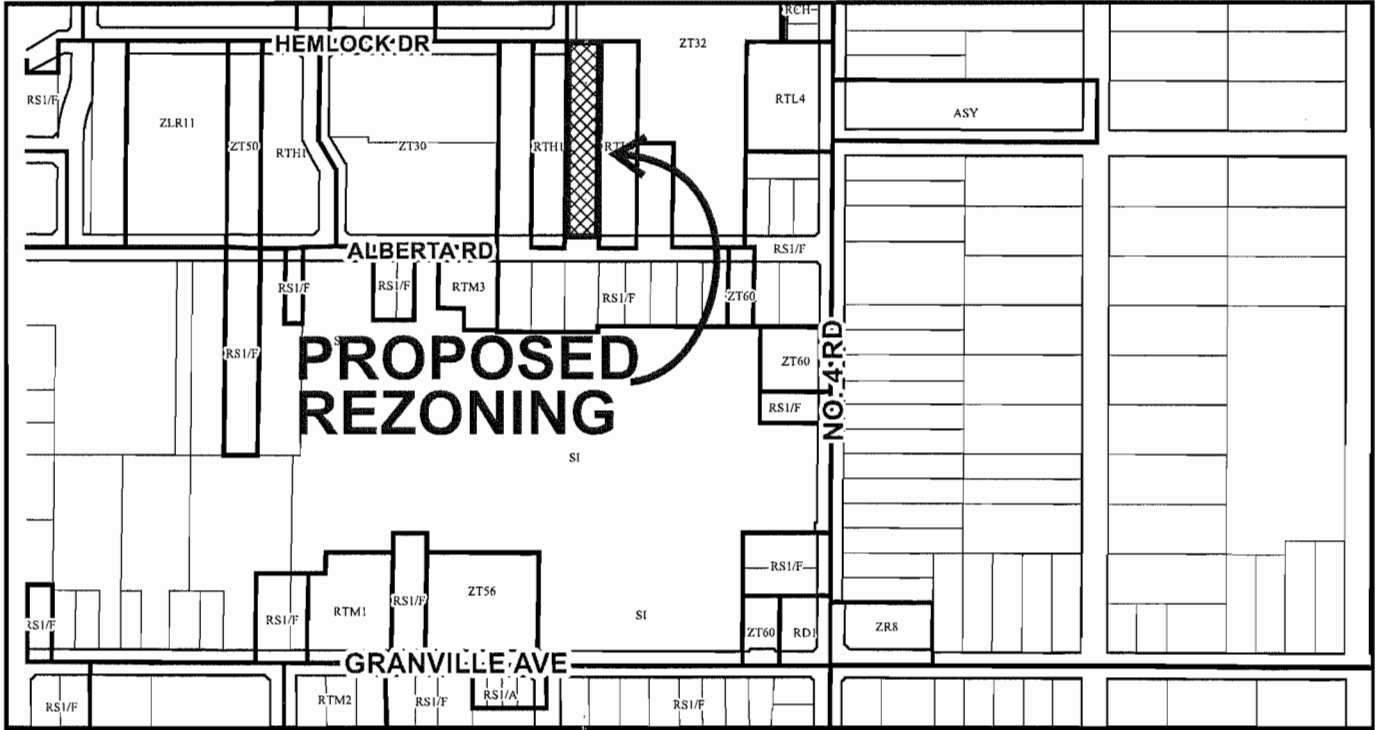 RCH
HEMLOCK DR
ZT32
RS1/F
RTL4
ASY
ZLR11
ZT50
RTH1
ZT30
RTH1
ALBERTA RD
RS1/F
RS1/F
RS1/F
RTM3
RS1/F
ZT60
PROPOSED
REZONING
RS1/F
ZT60
RS1/F
NO. 4 RD
SI
RS1/F
RS1/F
RS1/F
RTM1
RS1/F
ZT56
SI
ZT60
RD1
ZR8
GRANVILLE AVE
RS1/F
RTM2
RS1/F
RS1/A
RS1/F